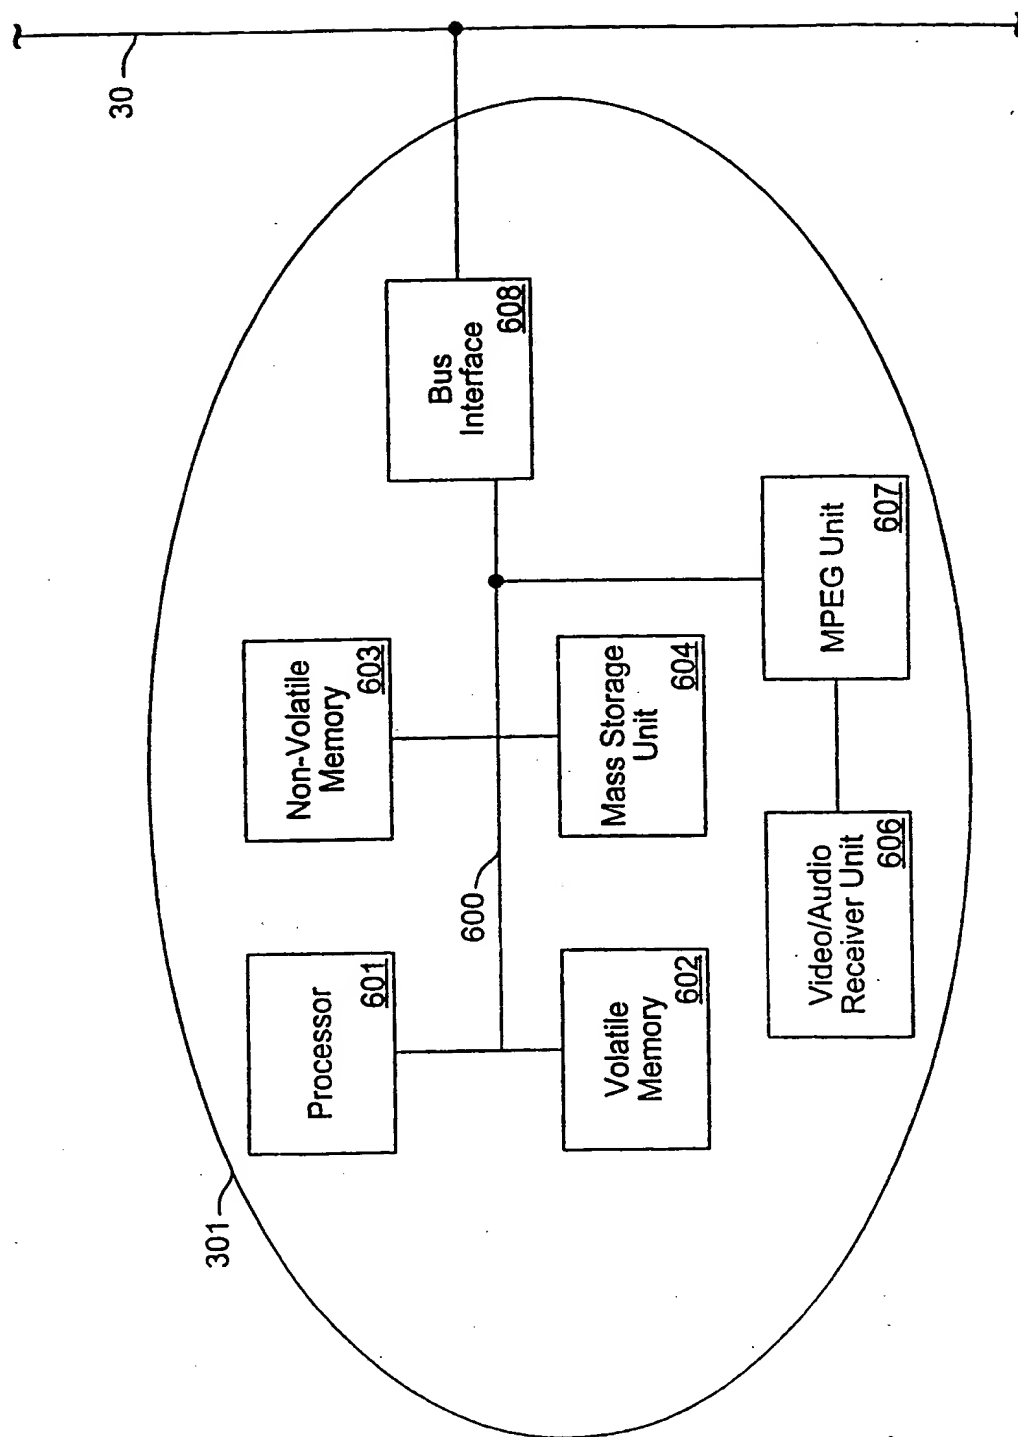 30
301
Processor
601
Non-Volatile
Memory
603
Bus
Interface
608
600
Volatile
Memory
602
Mass Storage
Unit
604
Video/Audio
Receiver Unit
606
MPEG Unit
607